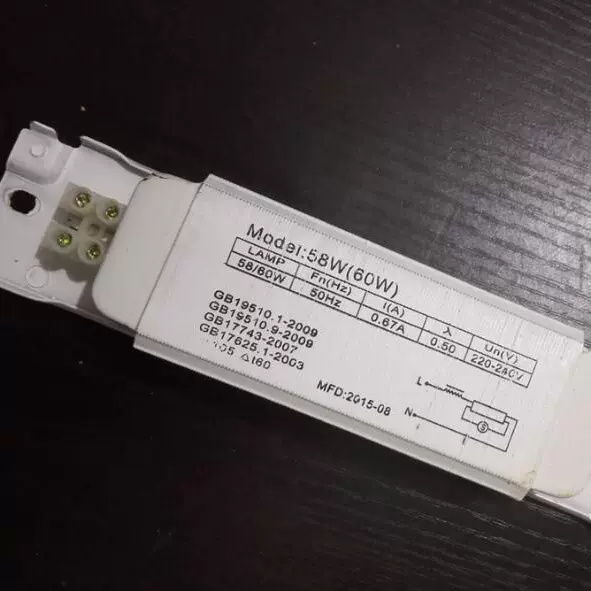 Model:58W(60W)
LAMP Fn(Hz) I(A) λ Un(V)
58/60W 50Hz 0.67A 0.50 220-240V
GB19510.1-2009
GB19510.9-2009
GB17743-2007
GB17625.1-2003
△t60
MFD:2015-08
L
N
S